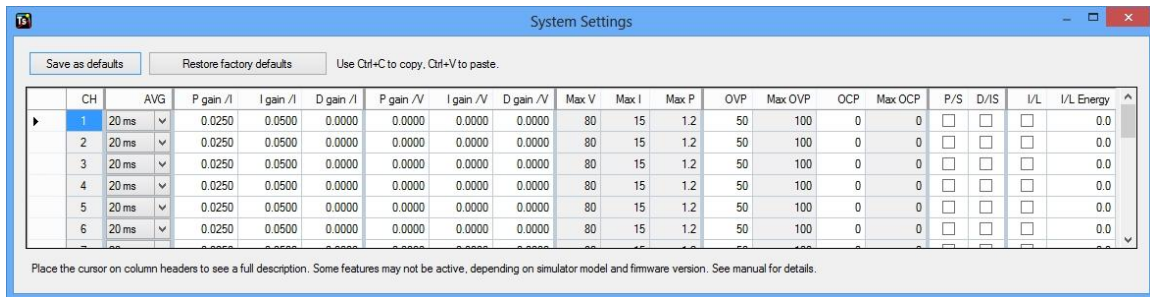 TS
System Settings
Save as defaults Restore factory defaults Use Ctrl+C to copy, Ctrl+V to paste.
CH AVG P gain /I I gain /I D gain /I P gain /V I gain /V D gain /V Max V Max I Max P OVP Max OVP OCP Max OCP P/S D/IS I/L I/L Energy
1 20 ms 0.0250 0.0500 0.0000 0.0000 0.0000 0.0000 80 15 1.2 50 100 0 0 0.0
2 20 ms 0.0250 0.0500 0.0000 0.0000 0.0000 0.0000 80 15 1.2 50 100 0 0 0.0
3 20 ms 0.0250 0.0500 0.0000 0.0000 0.0000 0.0000 80 15 1.2 50 100 0 0 0.0
4 20 ms 0.0250 0.0500 0.0000 0.0000 0.0000 0.0000 80 15 1.2 50 100 0 0 0.0
5 20 ms 0.0250 0.0500 0.0000 0.0000 0.0000 0.0000 80 15 1.2 50 100 0 0 0.0
6 20 ms 0.0250 0.0500 0.0000 0.0000 0.0000 0.0000 80 15 1.2 50 100 0 0 0.0
Place the cursor on column headers to see a full description. Some features may not be active, depending on simulator model and firmware version. See manual for details.